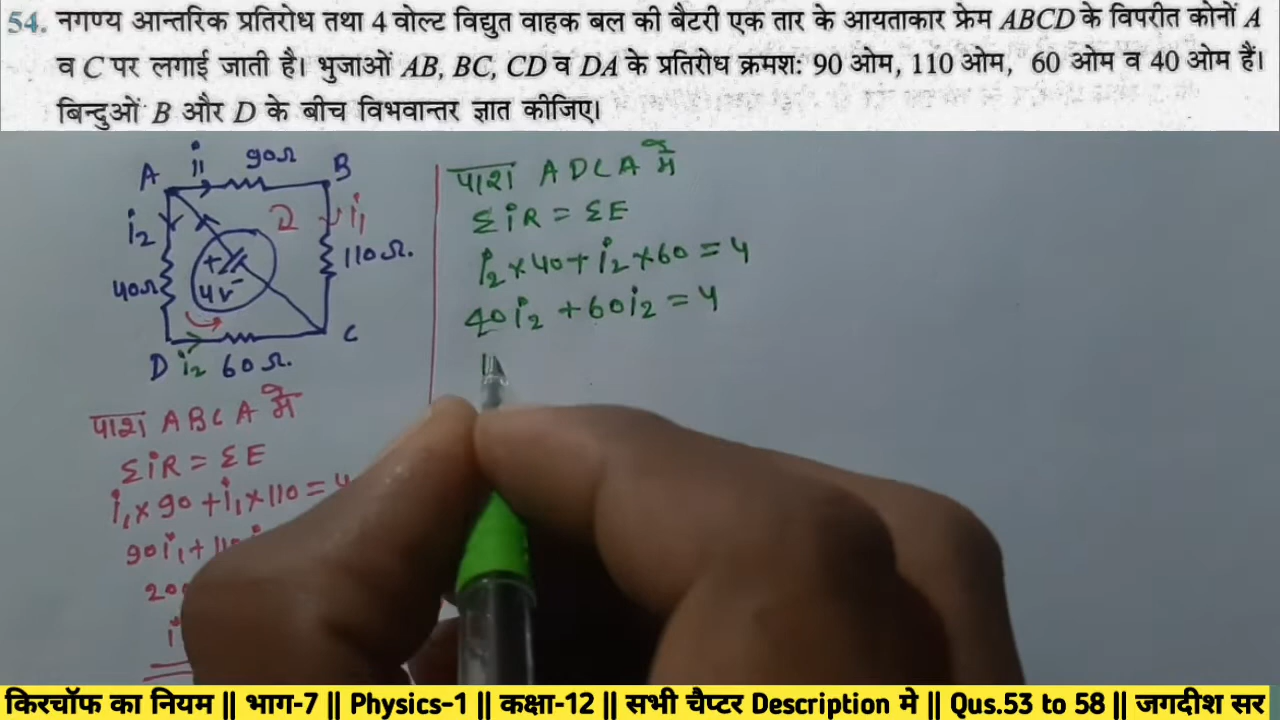 54. नगण्य आन्तरिक प्रतिरोध तथा 4 वोल्ट विद्युत वाहक बल की बैटरी एक तार के आयताकार फ्रेम ABCD के विपरीत कोनों A
व C पर लगाई जाती है। भुजाओं AB, BC, CD व DA के प्रतिरोध क्रमश: 90 ओम, 110 ओम, 60 ओम व 40 ओम हैं।
बिन्दुओं B और D के बीच विभवान्तर ज्ञात कीजिए।
A i1 90Ω B
i2 i1
40Ω + 4V 110Ω.
D i2 60Ω. C
पाश ABCA में
ΣiR = ΣE
i1 × 90 + i1 × 110 = 4
90i1 + 110
200
i
पाश ADCA में
ΣiR = ΣE
i2 × 40 + i2 × 60 = 4
40i2 + 60i2 = 4
किरचॉफ का नियम || भाग-7 || Physics-1 || कक्षा-12 || सभी चैप्टर Description मे || Qus.53 to 58 || जगदीश सर